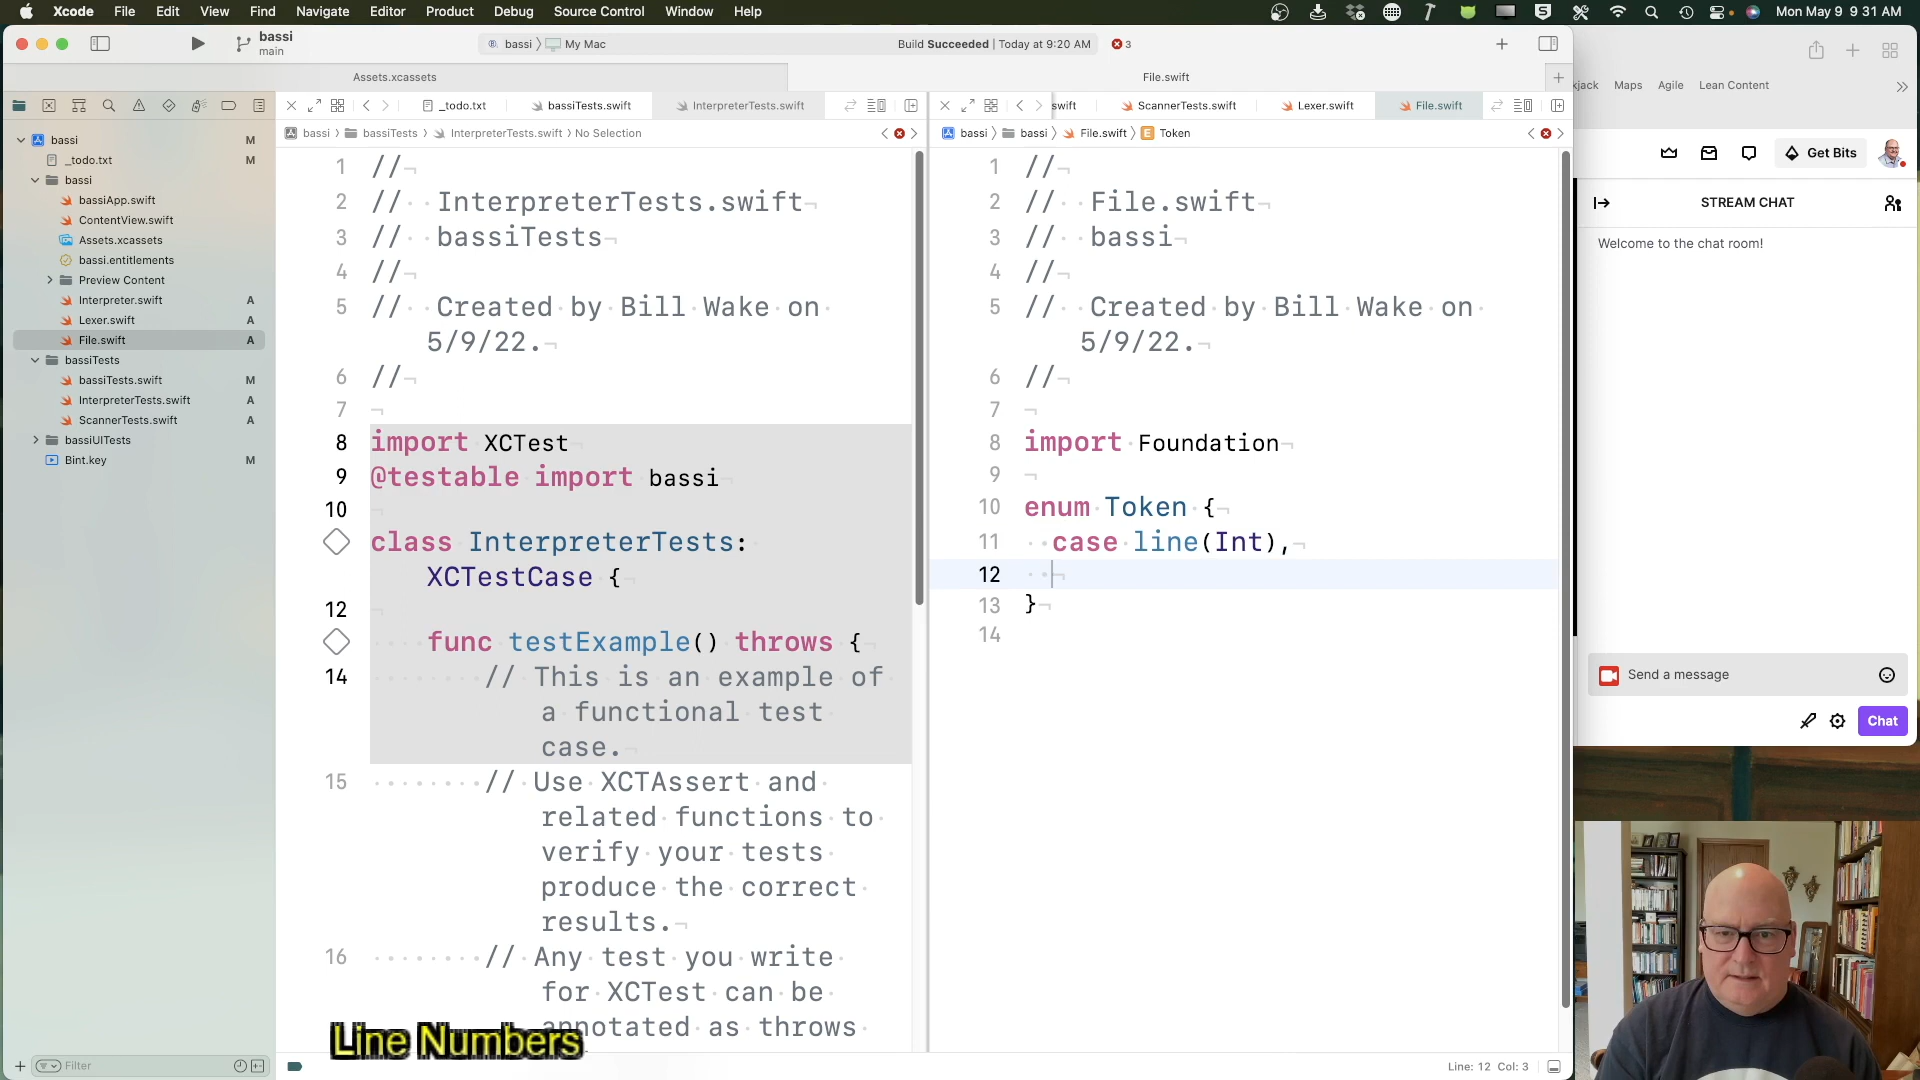 Xcode File Edit View Find Navigate Editor Product Debug Source Control Window Help Mon May 9 9 31 AM
bassi
main
bassi 〉 My Mac
Build Succeeded | Today at 9:20 AM
3
Assets.xcassets
File.swift
_todo.txt
bassiTests.swift
InterpreterTests.swift
swift
ScannerTests.swift
Lexer.swift
File.swift
bassi 〉 bassiTests 〉 InterpreterTests.swift 〉 No Selection
bassi 〉 bassi 〉 File.swift 〉 E Token
bassi M
_todo.txt M
bassi
bassiApp.swift
ContentView.swift
Assets.xcassets
bassi.entitlements
Preview Content
Interpreter.swift A
Lexer.swift A
File.swift A
bassiTests
bassiTests.swift M
InterpreterTests.swift A
ScannerTests.swift A
bassiUITests
Bint.key M
Filter
1 //
2 // InterpreterTests.swift
3 // bassiTests
4 //
5 // Created by Bill Wake on
5/9/22.
6 //
7
8 import XCTest
9 @testable import bassi
10
class InterpreterTests:
XCTestCase {
12
func testExample() throws {
14 // This is an example of
a functional test
case.
15 // Use XCTAssert and
related functions to
verify your tests
produce the correct
results.
16 // Any test you write
for XCTest can be
annotated as throws
Line Numbers
1 //
2 // File.swift
3 // bassi
4 //
5 // Created by Bill Wake on
5/9/22.
6 //
7
8 import Foundation
9
10 enum Token {
11 case line(Int),
12
13 }
14
Line: 12 Col: 3
kjack Maps Agile Lean Content
Get Bits
STREAM CHAT
Welcome to the chat room!
Send a message
Chat